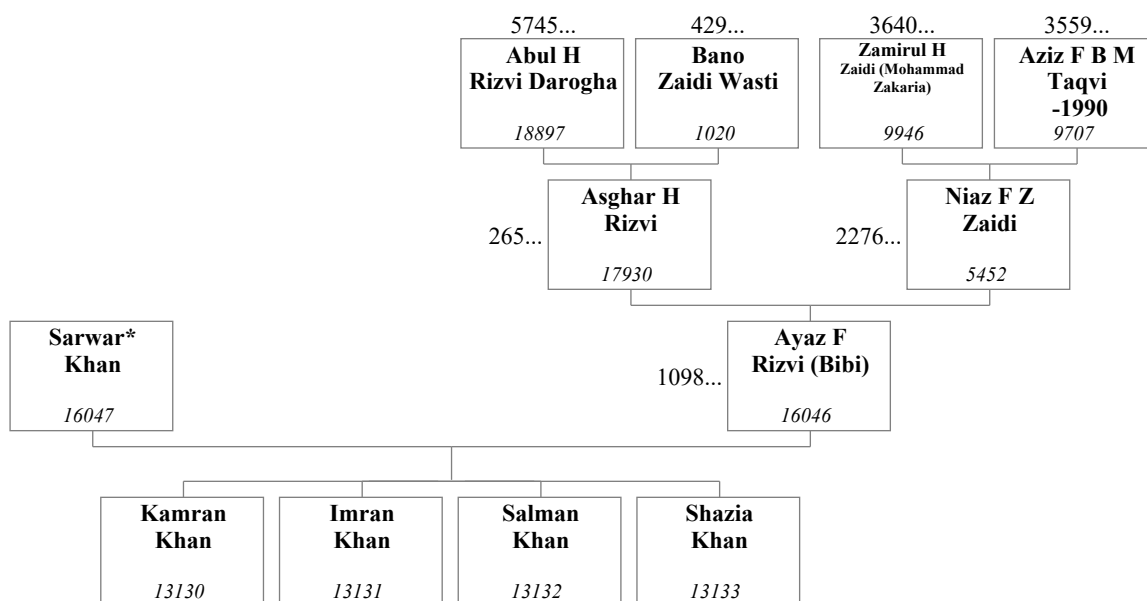 5745...
429...
3640...
3559...
Abul H
Rizvi Darogha
18897
Bano
Zaidi Wasti
1020
Zamirul H
Zaidi (Mohammad
Zakaria)
9946
Aziz F B M
Taqvi
-1990
9707
265...
Asghar H
Rizvi
17930
2276...
Niaz F Z
Zaidi
5452
Sarwar*
Khan
16047
1098...
Ayaz F
Rizvi (Bibi)
16046
Kamran
Khan
13130
Imran
Khan
13131
Salman
Khan
13132
Shazia
Khan
13133